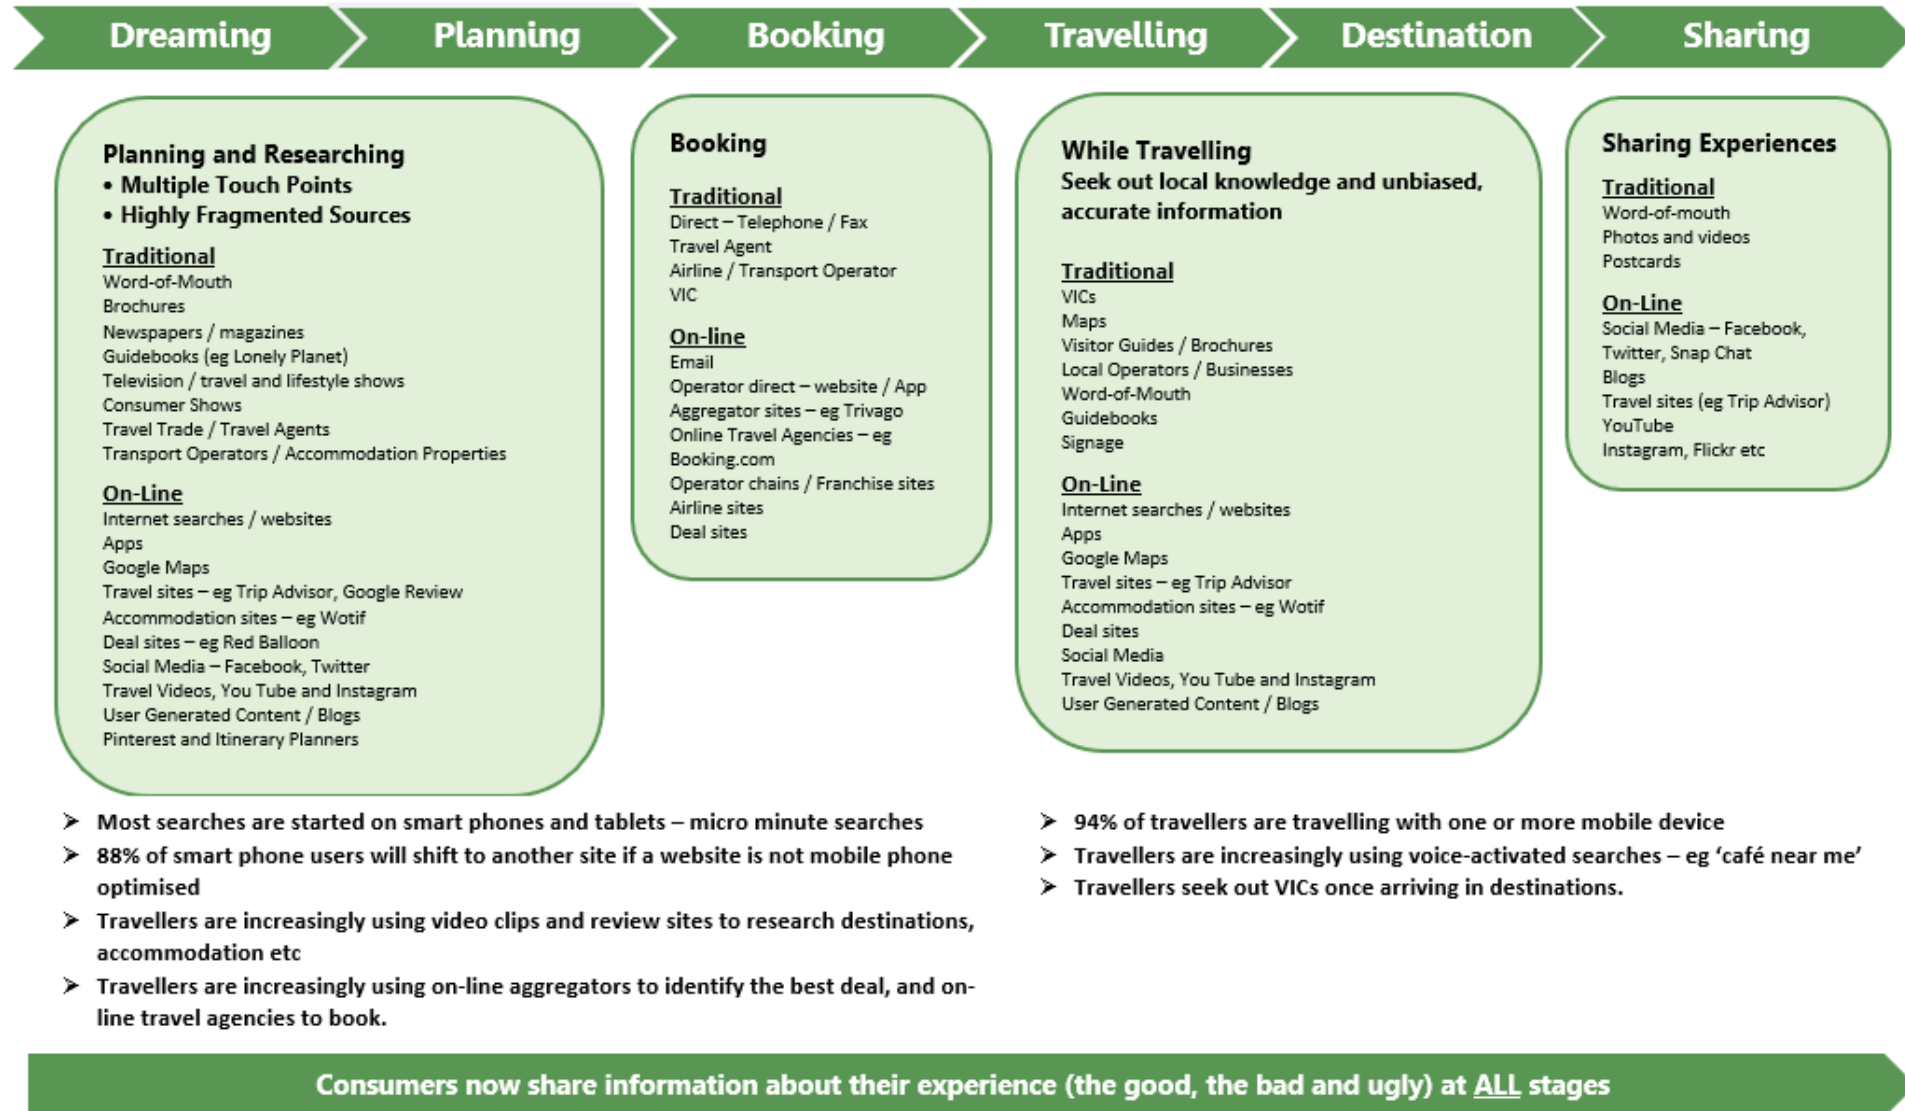 Dreaming
Planning
Booking
Travelling
Destination
Sharing
Planning and Researching
• Multiple Touch Points
• Highly Fragmented Sources
Traditional
Word-of-Mouth
Brochures
Newspapers / magazines
Guidebooks (eg Lonely Planet)
Television / travel and lifestyle shows
Consumer Shows
Travel Trade / Travel Agents
Transport Operators / Accommodation Properties
On-Line
Internet searches / websites
Apps
Google Maps
Travel sites – eg Trip Advisor, Google Review
Accommodation sites – eg Wotif
Deal sites – eg Red Balloon
Social Media – Facebook, Twitter
Travel Videos, You Tube and Instagram
User Generated Content / Blogs
Pinterest and Itinerary Planners
Booking
Traditional
Direct – Telephone / Fax
Travel Agent
Airline / Transport Operator
VIC
On-line
Email
Operator direct – website / App
Aggregator sites – eg Trivago
Online Travel Agencies – eg
Booking.com
Operator chains / Franchise sites
Airline sites
Deal sites
While Travelling
Seek out local knowledge and unbiased,
accurate information
Traditional
VICs
Maps
Visitor Guides / Brochures
Local Operators / Businesses
Word-of-Mouth
Guidebooks
Signage
On-Line
Internet searches / websites
Apps
Google Maps
Travel sites – eg Trip Advisor
Accommodation sites – eg Wotif
Deal sites
Social Media
Travel Videos, You Tube and Instagram
User Generated Content / Blogs
Sharing Experiences
Traditional
Word-of-mouth
Photos and videos
Postcards
On-Line
Social Media – Facebook,
Twitter, Snap Chat
Blogs
Travel sites (eg Trip Advisor)
YouTube
Instagram, Flickr etc
➢ Most searches are started on smart phones and tablets – micro minute searches
➢ 88% of smart phone users will shift to another site if a website is not mobile phone
optimised
➢ Travellers are increasingly using video clips and review sites to research destinations,
accommodation etc
➢ Travellers are increasingly using on-line aggregators to identify the best deal, and on-
line travel agencies to book.
➢ 94% of travellers are travelling with one or more mobile device
➢ Travellers are increasingly using voice-activated searches – eg ‘café near me’
➢ Travellers seek out VICs once arriving in destinations.
Consumers now share information about their experience (the good, the bad and ugly) at ALL stages